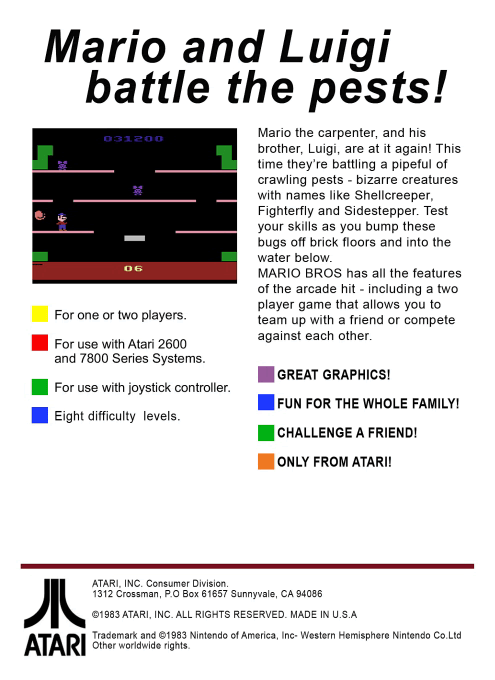 Mario and Luigi
battle the pests!
031200
06
For one or two players.
For use with Atari 2600
and 7800 Series Systems.
For use with joystick controller.
Eight difficulty levels.
Mario the carpenter, and his
brother, Luigi, are at it again! This
time they're battling a pipeful of
crawling pests - bizarre creatures
with names like Shellcreeper,
Fighterfly and Sidestepper. Test
your skills as you bump these
bugs off brick floors and into the
water below.
MARIO BROS has all the features
of the arcade hit - including a two
player game that allows you to
team up with a friend or compete
against each other.
GREAT GRAPHICS!
FUN FOR THE WHOLE FAMILY!
CHALLENGE A FRIEND!
ONLY FROM ATARI!
ATARI
ATARI, INC. Consumer Division.
1312 Crossman, P.O Box 61657 Sunnyvale, CA 94086
©1983 ATARI, INC. ALL RIGHTS RESERVED. MADE IN U.S.A
Trademark and ©1983 Nintendo of America, Inc- Western Hemisphere Nintendo Co.Ltd
Other worldwide rights.